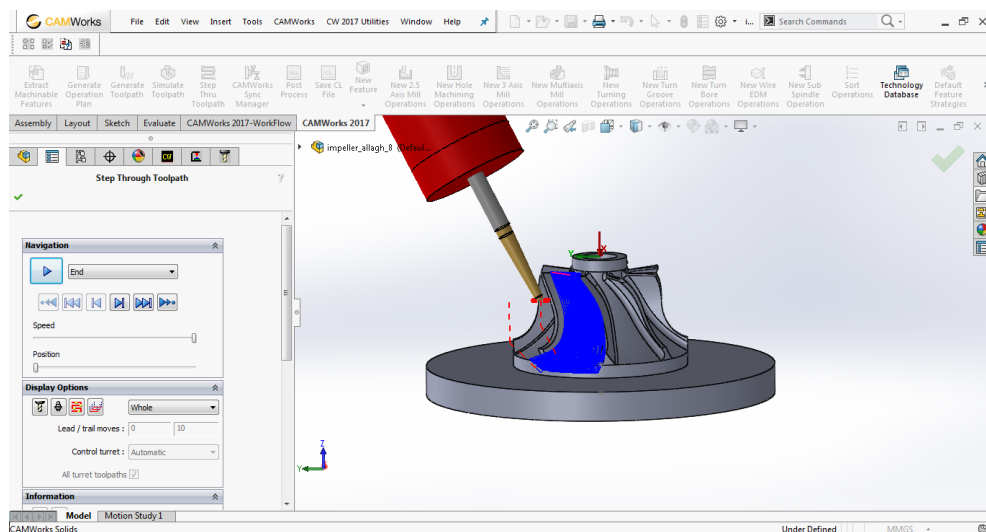 CAMWorks File Edit View Insert Tools CAMWorks CW 2017 Utilities Window Help i... Search Commands
Extract Machinable Features
Generate Operation Plan
Generate Toolpath
Simulate Toolpath
Step Thru Toolpath
CAMWorks Sync Manager
Post Process
Save CL File
New Feature
New 2.5 Axis Mill Operations
New Hole Machining Operations
New 3 Axis Mill Operations
New Multiaxis Mill Operations
New Turning Operations
New Turn Groove Operations
New Turn Bore Operations
New Wire EDM Operations
New Sub Spindle Operation
Sort Operations
Technology Database
Default Feature Strategies
Assembly Layout Sketch Evaluate CAMWorks 2017-WorkFlow CAMWorks 2017
impeller_allagh_8 (Defaul...
Step Through Toolpath ?
Navigation
End
Speed
Position
Display Options
Whole
Lead / trail moves : 0 10
Control turret : Automatic
All turret toolpaths
Information
Y X
Z
Y
Model Motion Study 1
CAMWorks Solids Under Defined MMGS